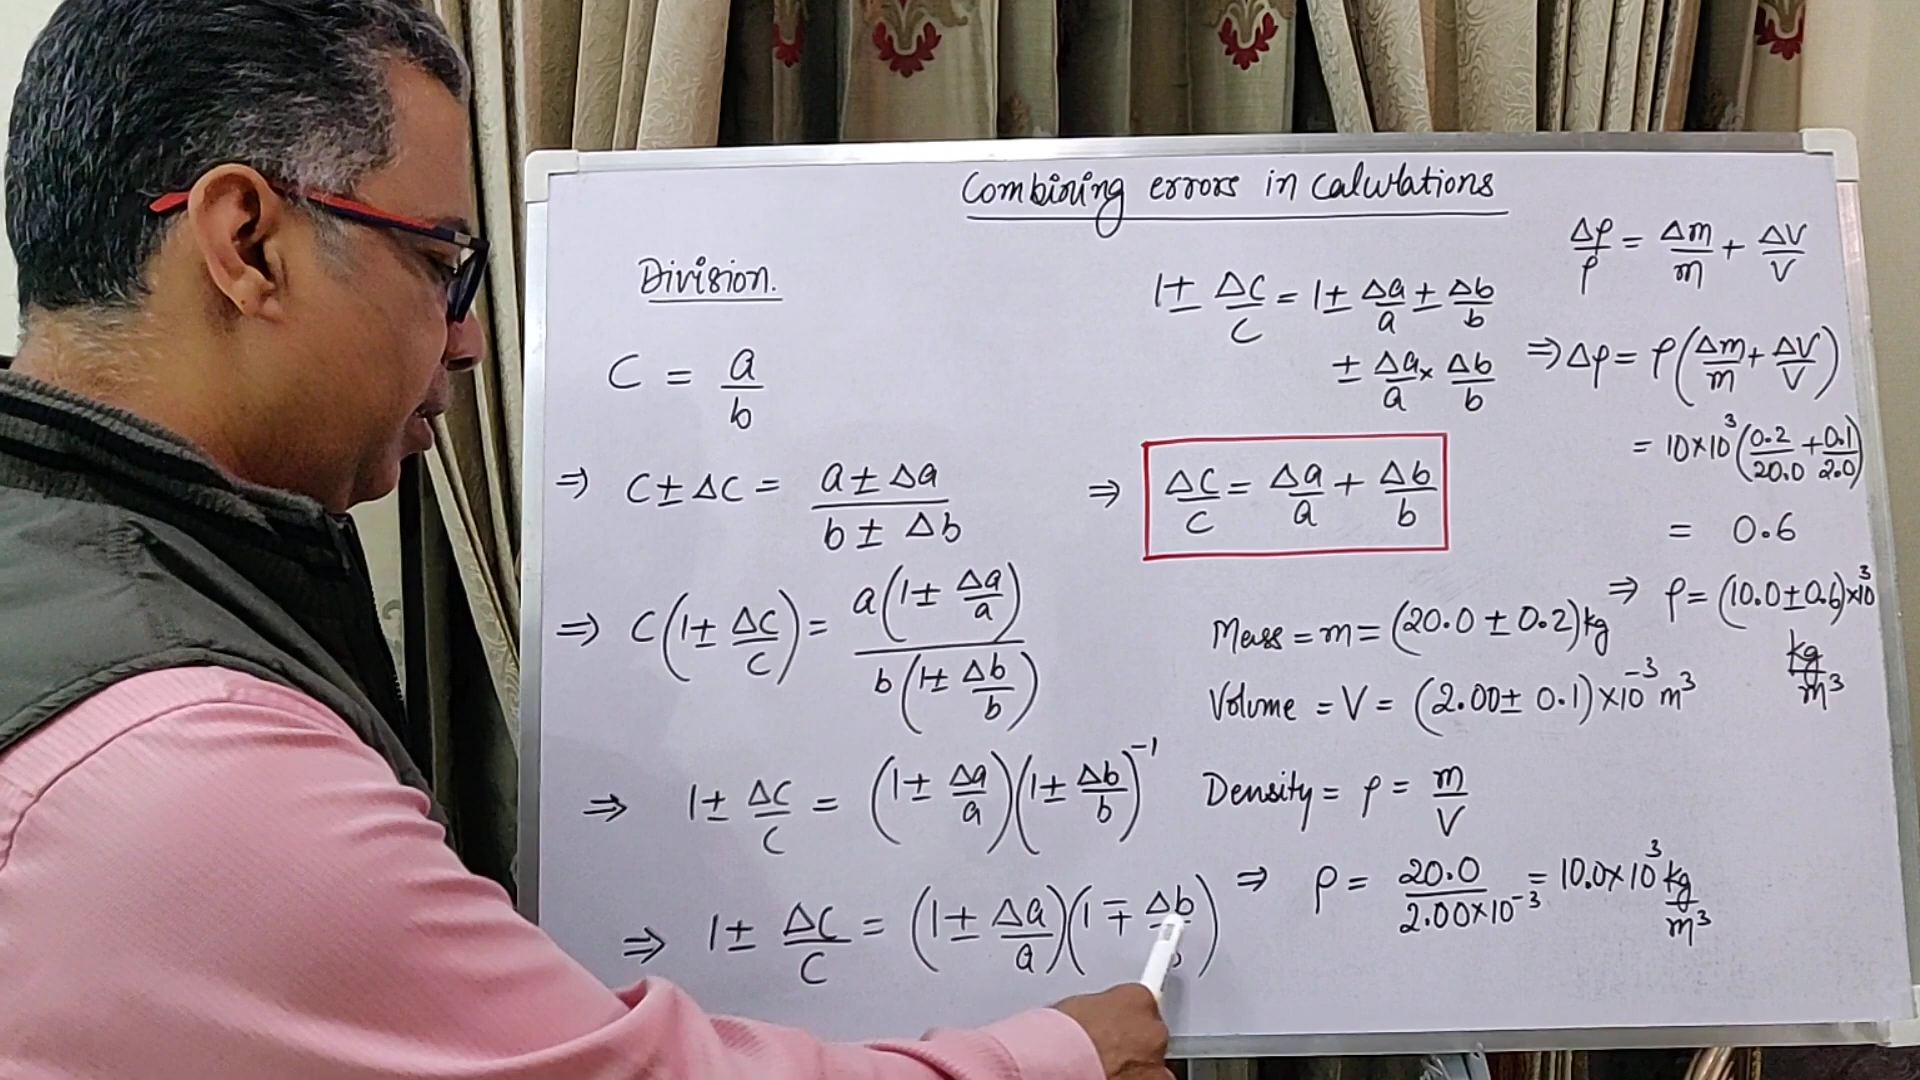 Combining errors in calculations
Division.
C = a/b
⇒ C ± ΔC = (a ± Δa)/(b ± Δb)
⇒ C(1 ± ΔC/C) = a(1 ± Δa/a)/b(1 ± Δb/b)
⇒ 1 ± ΔC/C = (1 ± Δa/a)(1 ± Δb/b)⁻¹
⇒ 1 ± ΔC/C = (1 ± Δa/a)(1 ∓ Δb/b)
1 ± ΔC/C = 1 ± Δa/a ± Δb/b
± Δa/a × Δb/b
⇒ ΔC/C = Δa/a + Δb/b
Mass = m = (20.0 ± 0.2) kg
Volume = V = (2.00 ± 0.1) × 10⁻³ m³
Density = ρ = m/V
⇒ ρ = 20.0/2.00×10⁻³ = 10.0×10³ kg/m³
Δρ/ρ = Δm/m + ΔV/V
⇒ Δρ = ρ(Δm/m + ΔV/V)
= 10×10³(0.2/20.0 + 0.1/2.0)
= 0.6
⇒ ρ = (10.0 ± 0.6)×10³
kg/m³